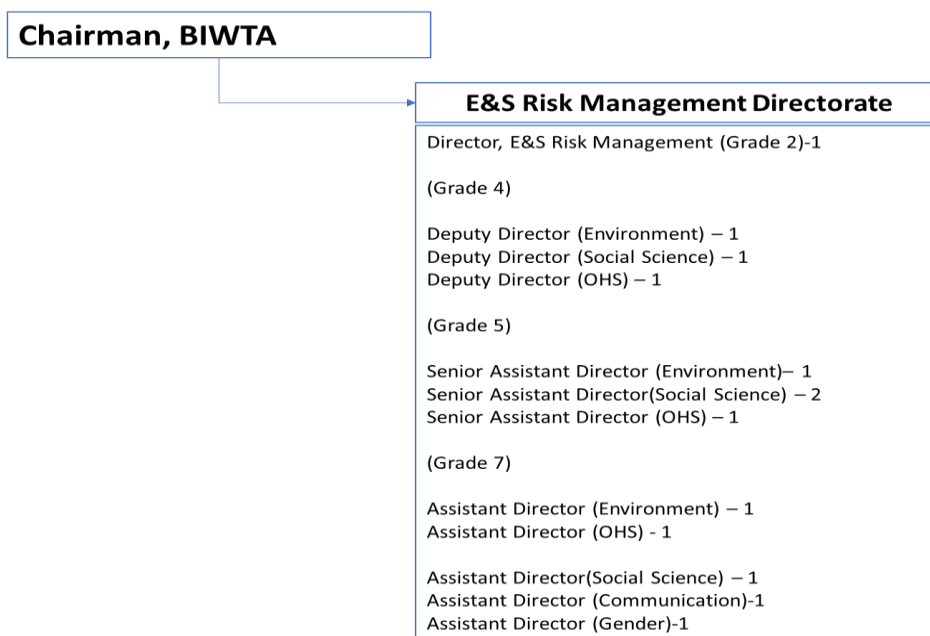 Chairman, BIWTA
E&S Risk Management Directorate
Director, E&S Risk Management (Grade 2)-1
(Grade 4)
Deputy Director (Environment) – 1
Deputy Director (Social Science) – 1
Deputy Director (OHS) – 1
(Grade 5)
Senior Assistant Director (Environment)– 1
Senior Assistant Director(Social Science) – 2
Senior Assistant Director (OHS) – 1
(Grade 7)
Assistant Director (Environment) – 1
Assistant Director (OHS) - 1
Assistant Director(Social Science) – 1
Assistant Director (Communication)-1
Assistant Director (Gender)-1